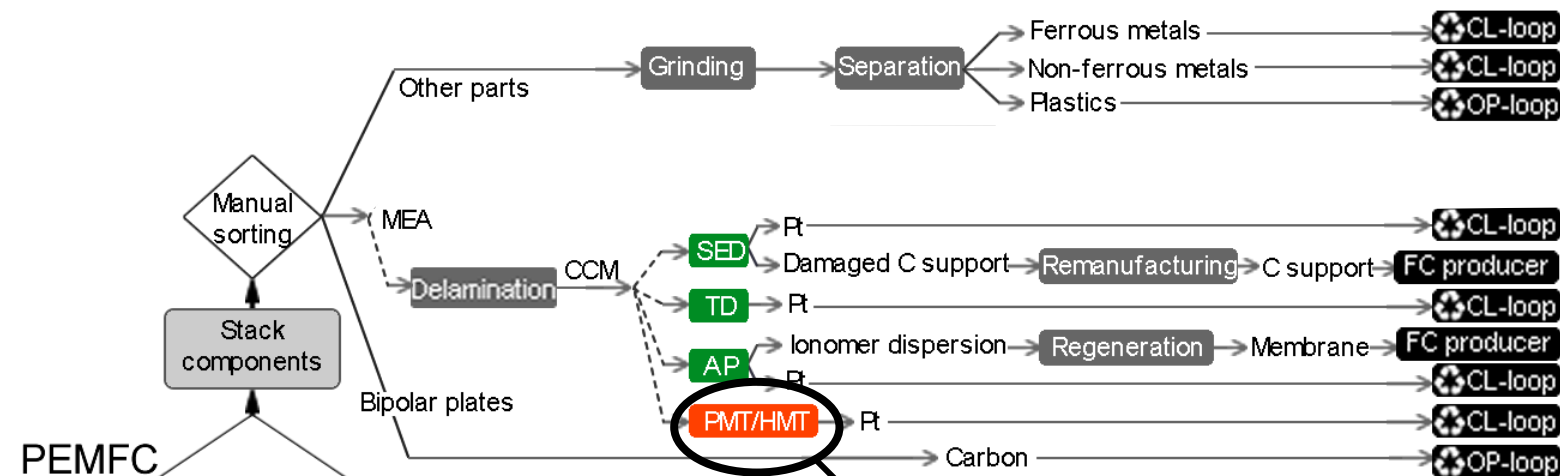 Ferrous metals
CL-loop
Grinding
Separation
Non-ferrous metals
CL-loop
Other parts
Plastics
OP-loop
Manual
sorting
MEA
Pt
CL-loop
SED
Damaged C support
Remanufacturing
C support
FC producer
Delamination
CCM
TD
Pt
CL-loop
Stack
components
Ionomer dispersion
Regeneration
Membrane
FC producer
AP
Pt
CL-loop
Bipolar plates
PMT/HMT
Pt
CL-loop
PEMFC
Carbon
OP-loop